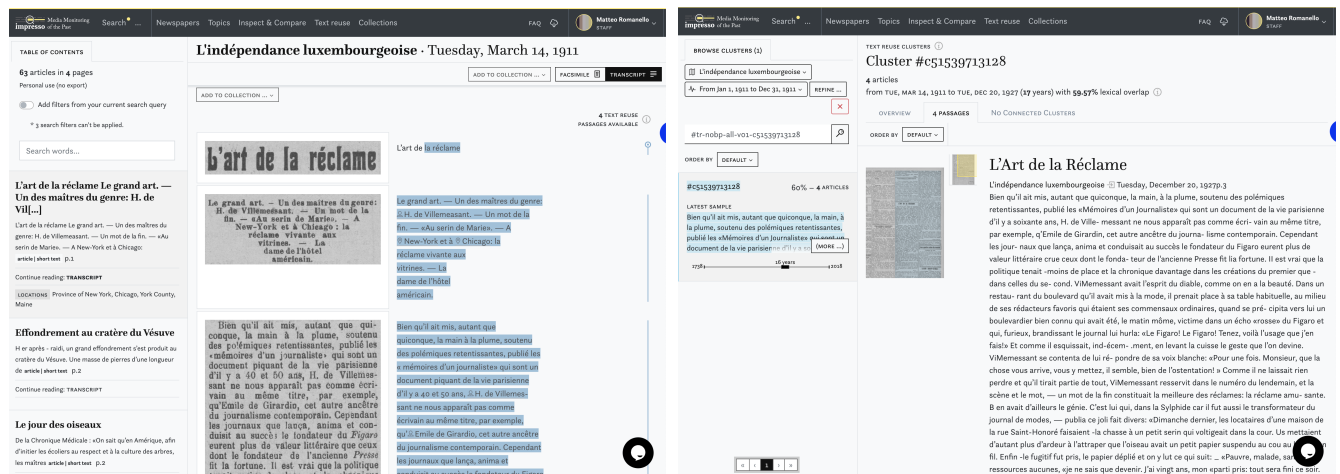 impresso Media Monitoring of the Past
Search ... Newspapers Topics Inspect & Compare Text reuse Collections
FAQ
Matteo Romanello
STAFF
TABLE OF CONTENTS
63 articles in 4 pages
Personal use (no export)
Add filters from your current search query
* 3 search filters can't be applied.
Search words...
L'art de la réclame Le grand art. —
Un des maitres du genre: H. de
Vil[...]
L'art de la réclame Le grand art. — Un des maîtres du
genre: H. de Villemessant. — Un mot de la fin. — «Au
serin de Marie». — A New-York et à Chicago:
article | short text p.1
Continue reading: TRANSCRIPT
LOCATIONS Province of New York, Chicago, York County,
Maine
Effondrement au cratère du Vésuve
H er après - raidi, un grand effondrement s'est produit au
cratère du Vésuve. Une masse de pierres d'une longueur
de article | short text p.2
Continue reading: TRANSCRIPT
Le jour des oiseaux
De la Chronique Médicale : «On sait qu'en Amérique, afin
d'initier les écoliers au respect et à la culture des arbres,
les maîtres article | short text p.2
L'indépendance luxembourgeoise · Tuesday, March 14, 1911
ADD TO COLLECTION ...
FACSIMILE
TRANSCRIPT
ADD TO COLLECTION ...
4 TEXT REUSE
PASSAGES AVAILABLE
L'art de la réclame
L'art de la réclame
Le grand art. — Un des maîtres du genre:
H. de Villemessant. — Un mot de la
fin. — «Au serin de Marie». — A
New-York et à Chicago: la
réclame vivante aux
vitrines. — La
dame de l'hôtel
américain.
Le grand art. — Un des maîtres du genre:
H. de Villemessant. — Un mot de la
fin. — «Au serin de Marie». — A
New-York et à Chicago: la
réclame vivante aux
vitrines. — La
dame de l'hôtel
américain.
Bien qu'il ait mis, autant que qui-
conque, la main à la plume, soutenu
des polémiques retentissantes, publié les
«mémoires d'un journaliste» qui sont un
document piquant de la vie parisienne
d'il y a 40 et 50 ans, H. de Villemes-
sant ne nous apparaît pas comme écri-
vain au même titre, par exemple,
qu'Emile de Girardin, cet autre ancêtre
du journalisme contemporain. Cependant
les journaux que lança, anima et con-
duisit au succès le fondateur du Figaro
eurent plus de valeur littéraire que ceux
dont le fondateur de l'ancienne Presse
fit la fortune. Il est vrai que la politique
Bien qu'il ait mis, autant que
quiconque, la main à la plume, soutenu
des polémiques retentissantes, publié les
« mémoires d'un journaliste» qui sont un
document piquant de la vie parisienne
d'il y a 40 et 50 ans, H. de Villemes-
sant ne nous apparaît pas comme
écrivain au même titre, par exemple,
qu' Emile de Girardio, cet autre ancêtre
du journalisme contemporain. Cependant
les journaux que lança, anima et
impresso Media Monitoring of the Past
Search ... Newspapers Topics Inspect & Compare Text reuse Collections
FAQ
Matteo Romanello
STAFF
BROWSE CLUSTERS (1)
L'indépendance luxembourgeoise
From Jan 1, 1911 to Dec 31, 1911
REFINE ...
#tr-nobp-all-v01-c51539713128
ORDER BY DEFAULT
#c51539713128 60% – 4 ARTICLES
LATEST SAMPLE
Bien qu'il ait mis, autant que quiconque, la main, à
la plume, soutenu des polémiques retentissantes,
publié les «Mémoires d'un Journaliste» qui sont un
document de la vie parisienne
(MORE ...)
16 years
1738 2018
1
TEXT REUSE CLUSTERS
Cluster #c51539713128
4 articles
from TUE, MAR 14, 1911 to TUE, DEC 20, 1927 (17 years) with 59.57% lexical overlap
OVERVIEW 4 PASSAGES NO CONNECTED CLUSTERS
ORDER BY DEFAULT
L'Art de la Réclame
L'indépendance luxembourgeoise Tuesday, December 20, 1927p.3
Bien qu'il ait mis, autant que quiconque, la main, à la plume, soutenu des polémiques
retentissantes, publié les «Mémoires d'un Journaliste» qui sont un document de la vie parisienne
d'il y a soixante ans, H. de Ville- messant ne nous apparaît pas comme écri- vain au même titre,
par exemple, qu'Emile de Girardin, cet autre ancêtre du journa- lisme contemporain. Cependant
les jour- naux que lança, anima et conduisait au succès le fondateur du Figaro eurent plus de
valeur littéraire crue ceux dont le fonda- teur de l'ancienne Presse fit lia fortune. Il est vrai que la
politique tenait -moins de place et la chronique davantage dans les créations du premier que -
dans celles du se- cond. ViMemessant avait l'esprit du diable, comme on en a la beauté. Dans un
restau- rant du boulevard qu'il avait mis à la mode, il prenait place à sa table habituelle, au milieu
de ses rédacteurs favoris qui étaient ses commensaux ordinaires, quand se pré- cipita vers lui un
boulevardier bien connu qui avait été, le matin même, victime dans un écho «rosse» du Figaro et
qui, furieux, brandissant le journal lui hurla: «Le Figaro! Le Figaro! Tenez, voilà l'usage que j'en
fais!» Et comme il esquissait, ind-écem- .ment, en levant la cuisse le geste que l'on devine.
ViMemessant se contenta de lui ré- pondre de sa voix blanche: «Pour une fois. Monsieur, que la
chose vous arrive, vous y mettez, il semble, bien de l'ostentation! » Comme il ne laissait rien
perdre et qu'il tirait partie de tout, ViMemessant resservit dans le numéro du lendemain, et la
scène et le mot, — un mot de la fin constituait la meilleure des réclames: la réclame amu- sante.
B en avait d'ailleurs le génie. C'est lui qui, dans la Sylphide car il fut aussi le transformateur du
journal de modes, — publia ce joli fait divers: «Dimanche dernier, les locataires d'une maison de
la rue Saint-Honoré faisaient -la chasse à un petit serin qui voltigeait dans la cour. Us mettaient
d'autant plus d'ardeur à l'attraper que l'oiseau avait un petit papier suspendu au cou au
fil. Enfin -le fugitif fut pris, le papier déplié et on y lut ce qui suit: _ «Pauvre, malade, san
ressources aucunes, «je ne sais que devenir. J'ai vingt ans, mon parti pris: tout sera fini ce soir.